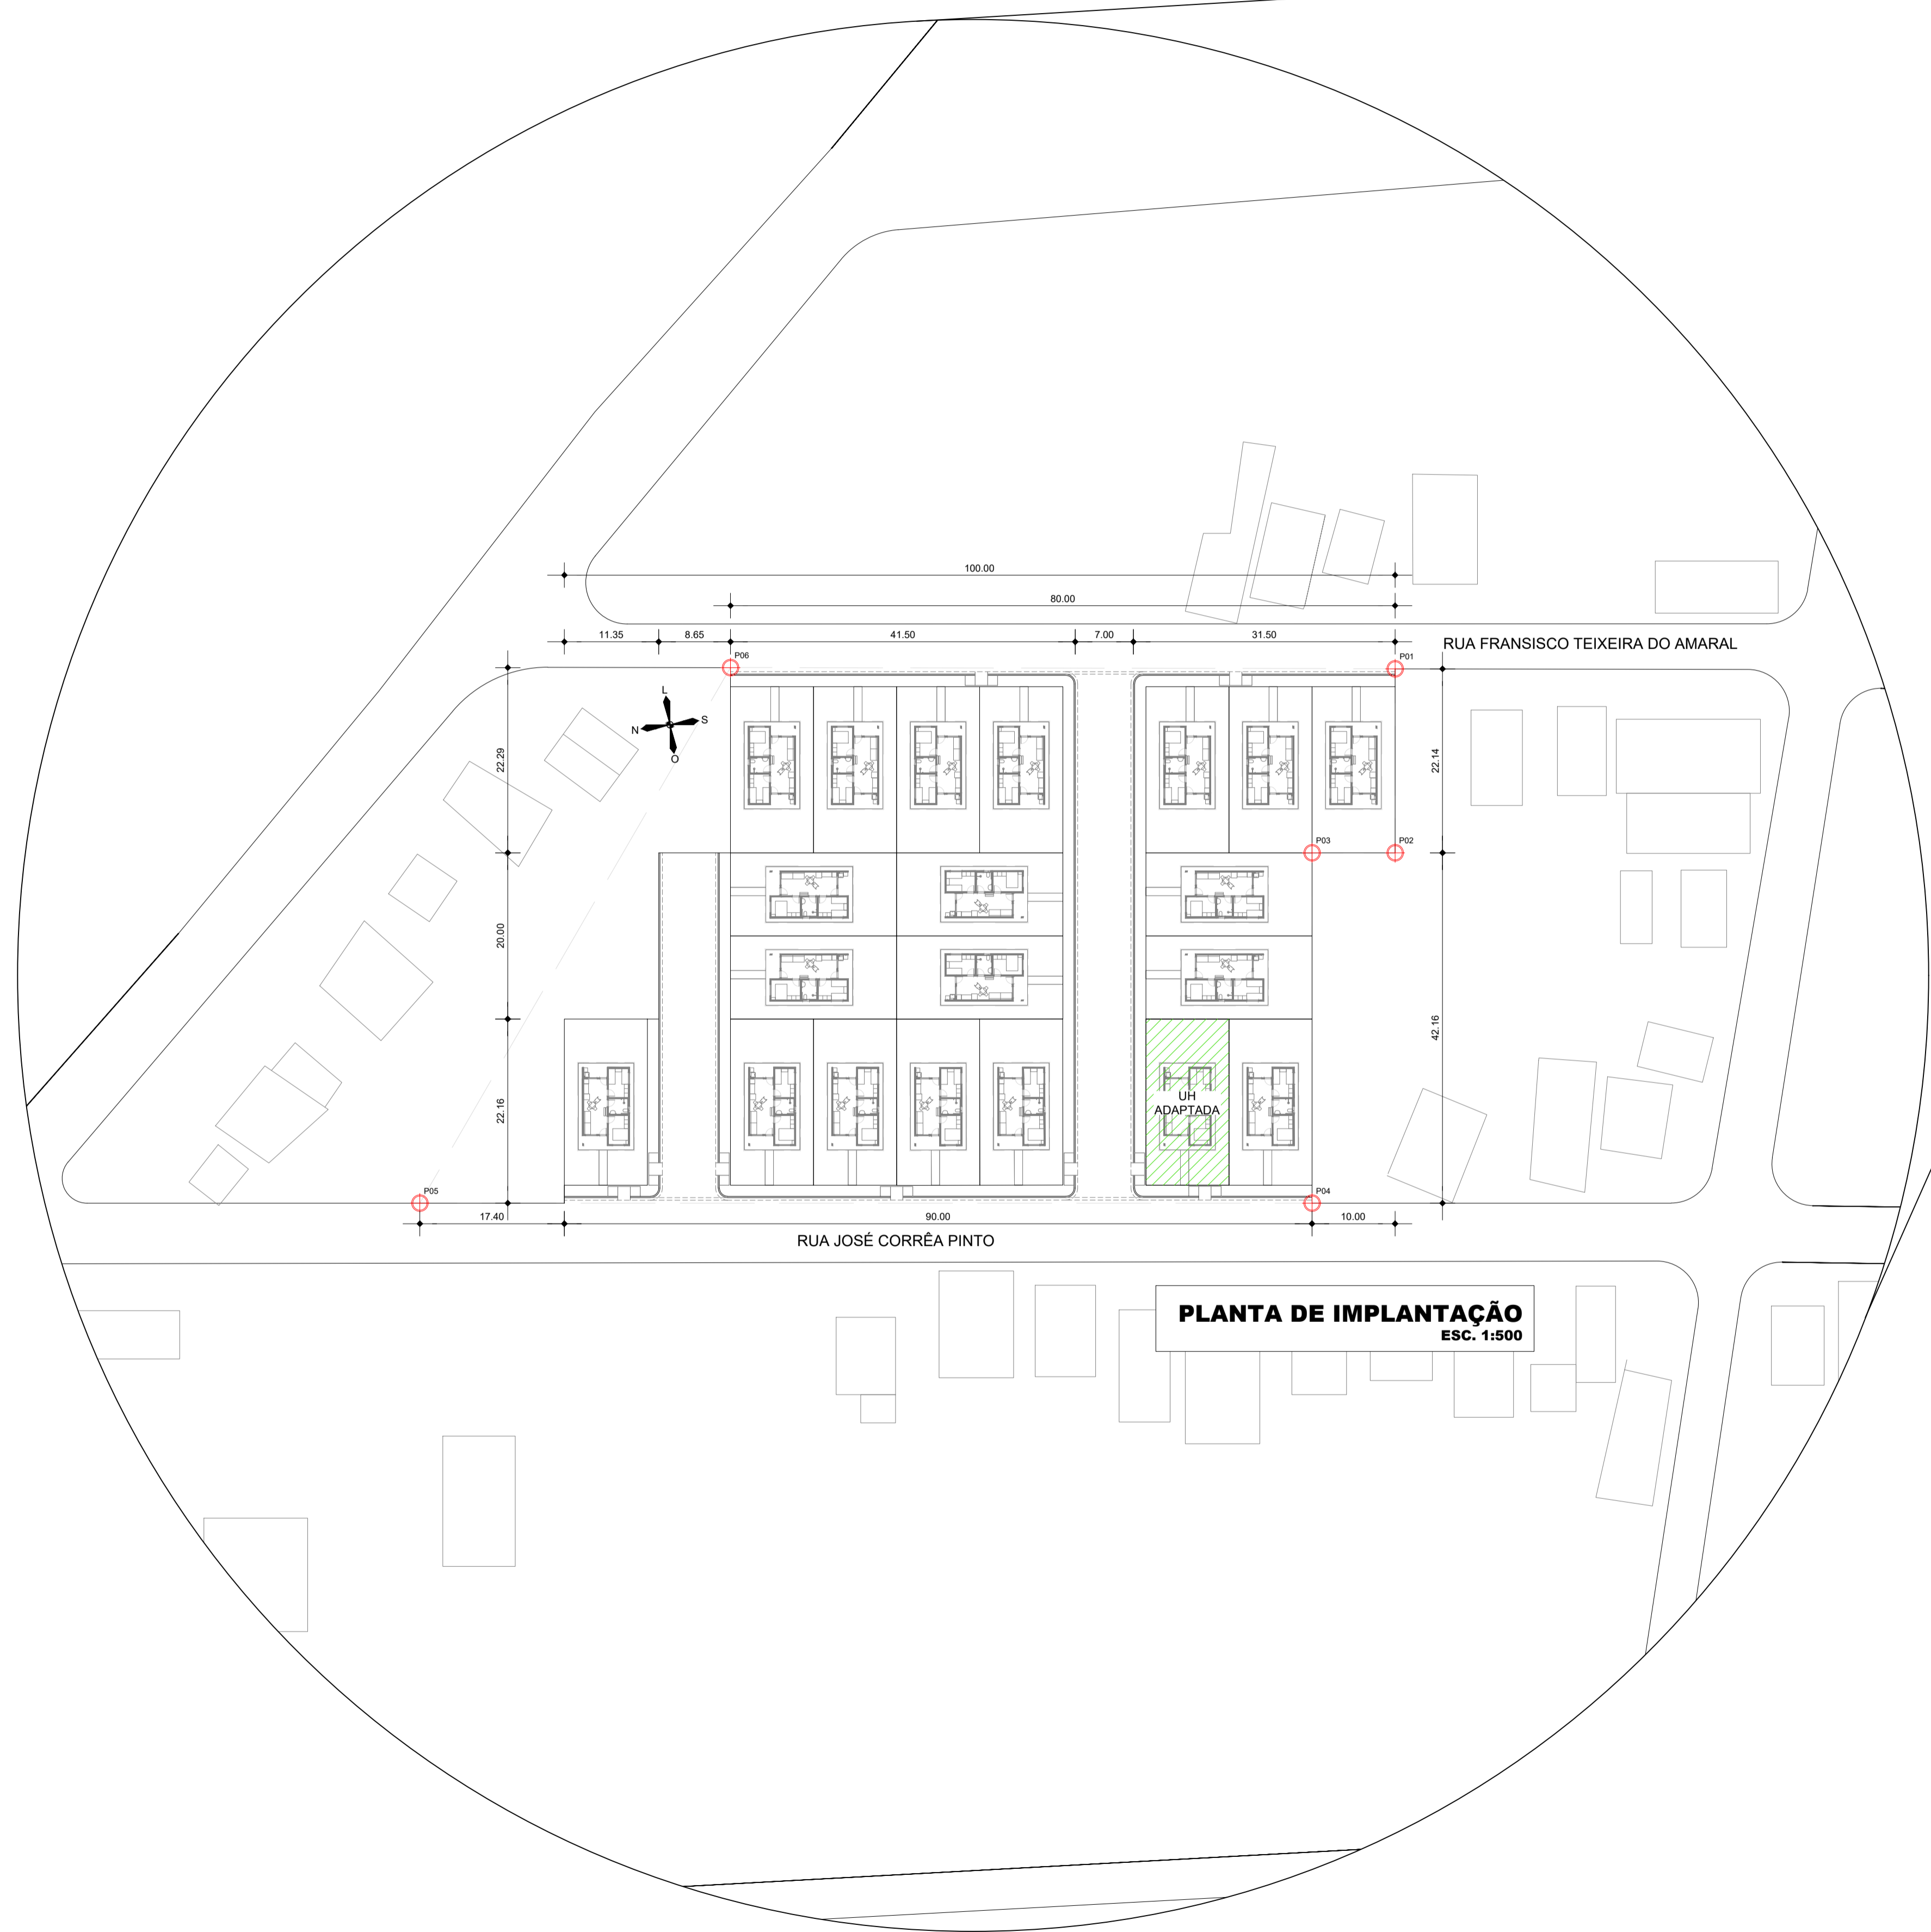 100.00
80.00
11.35
8.65
41.50
7.00
31.50
RUA FRANSISCO TEIXEIRA DO AMARAL
P06
P01
L
N
S
O
22.29
22.14
P03
P02
20.00
42.16
22.16
UH
ADAPTADA
P05
P04
17.40
90.00
10.00
RUA JOSÉ CORRÊA PINTO
PLANTA DE IMPLANTAÇÃO
ESC. 1:500